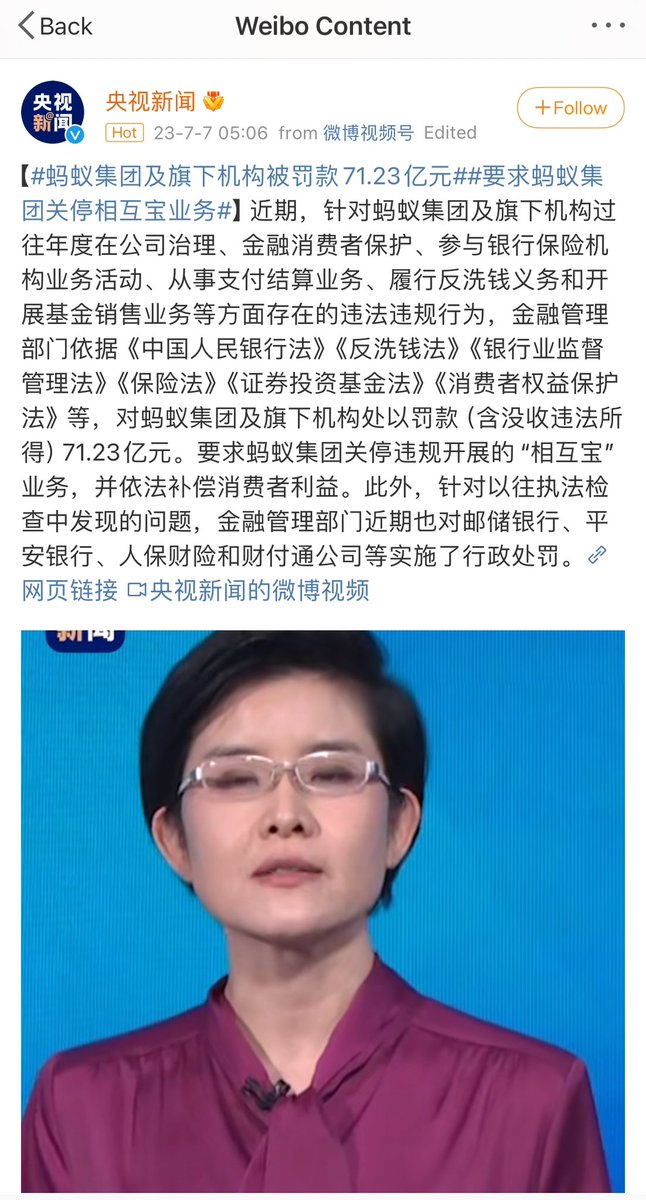 Back
Weibo Content
央视
新闻
央视新闻
Hot 23-7-7 05:06 from 微博视频号 Edited
+Follow
【#蚂蚁集团及旗下机构被罚款71.23亿元##要求蚂蚁集
团关停相互宝业务#】近期，针对蚂蚁集团及旗下机构过
往年度在公司治理、金融消费者保护、参与银行保险机
构业务活动、从事支付结算业务、履行反洗钱义务和开
展基金销售业务等方面存在的违法违规行为，金融管理
部门依据《中国人民银行法》《反洗钱法》《银行业监督
管理法》《保险法》《证券投资基金法》《消费者权益保护
法》等，对蚂蚁集团及旗下机构处以罚款（含没收违法所
得）71.23亿元。要求蚂蚁集团关停违规开展的“相互宝”
业务，并依法补偿消费者利益。此外，针对以往执法检
查中发现的问题，金融管理部门近期也对邮储银行、平
安银行、人保财险和财付通公司等实施了行政处罚。
网页链接 央视新闻的微博视频
新闻